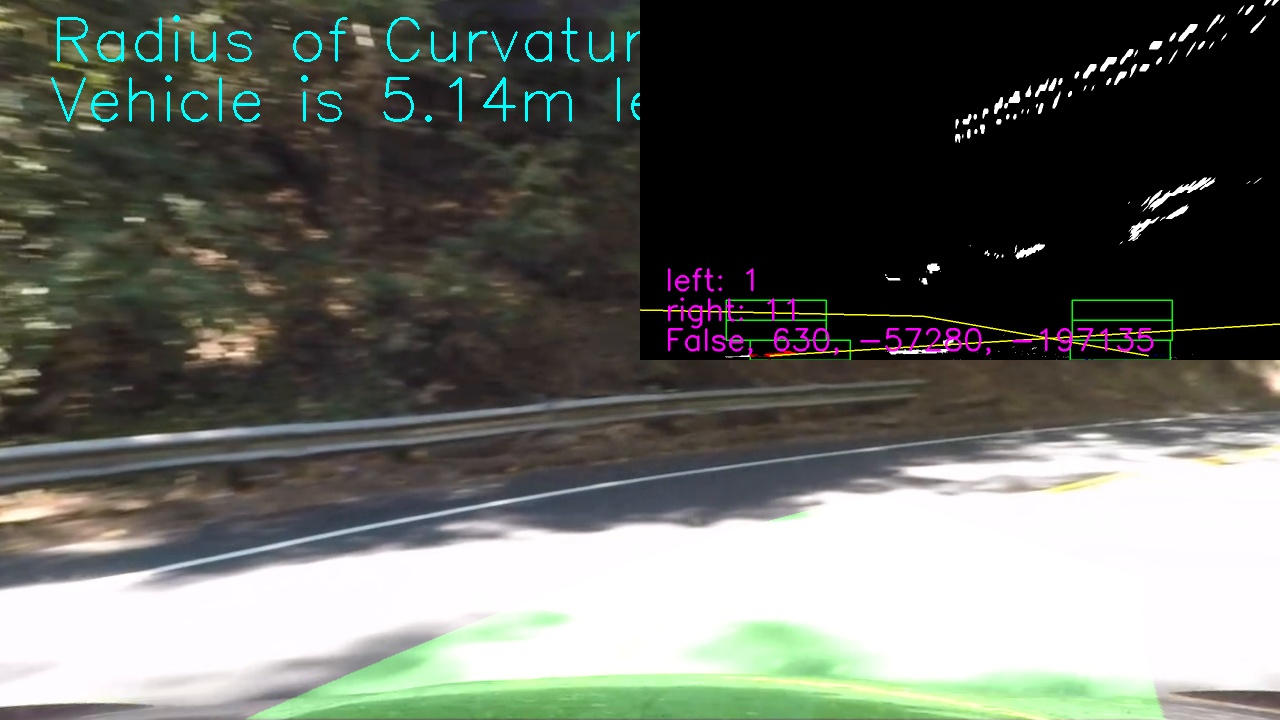 Radius of Curvatur
Vehicle is 5.14m le
left: 1
right: 11
False, 630, -57280, -197135